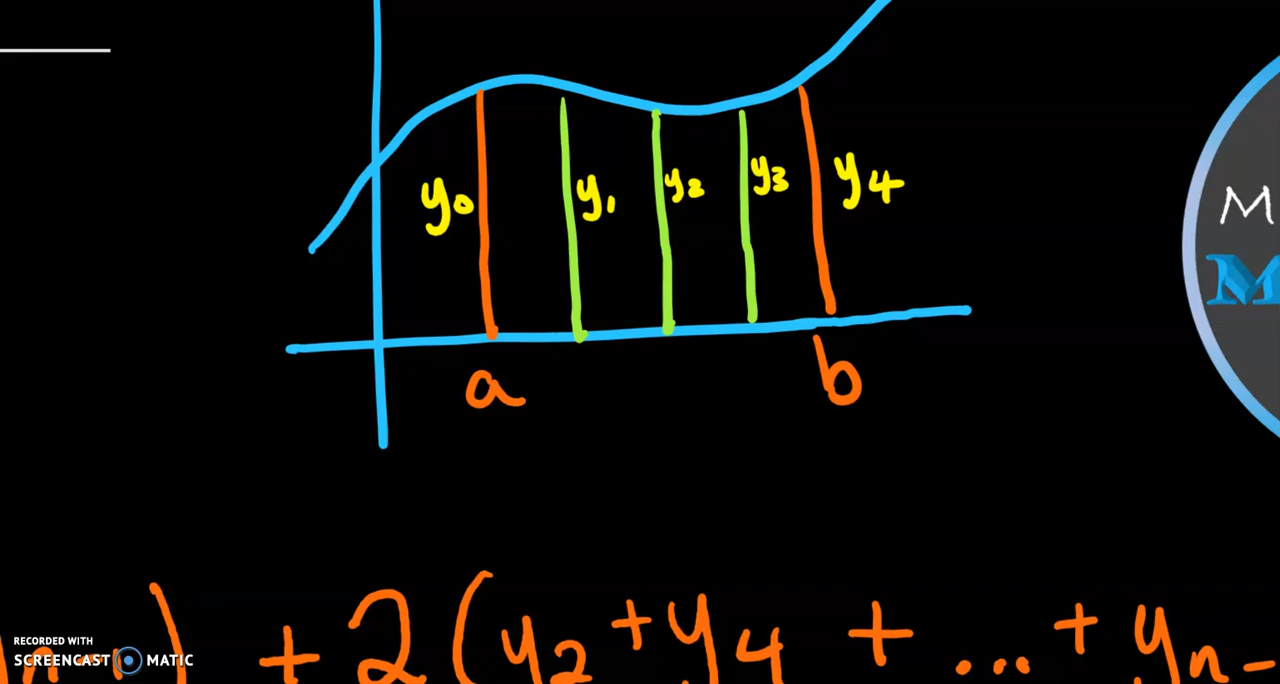 y₀ y₁ y₂ y₃ y₄
M
M
a b
) + 2 ( y₂ + y₄ + ... + yₙ₋
RECORDED WITH
SCREENCAST MATIC